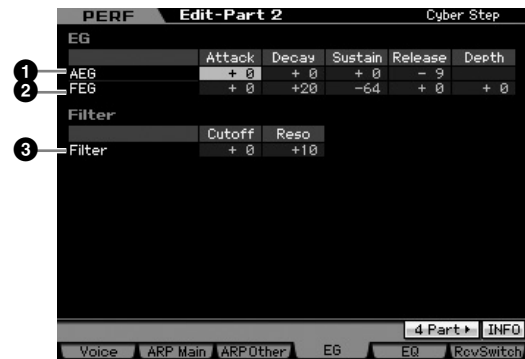 PERF Edit-Part 2 Cyber Step
EG
Attack Decay Sustain Release Depth
1 AEG + 0 + 0 + 0 - 9
2 FEG + 0 +20 -64 + 0 + 0
Filter
Cutoff Reso
3 Filter + 0 +10
4 Part INFO
Voice ARP Main ARP Other EG EQ RcvSwitch